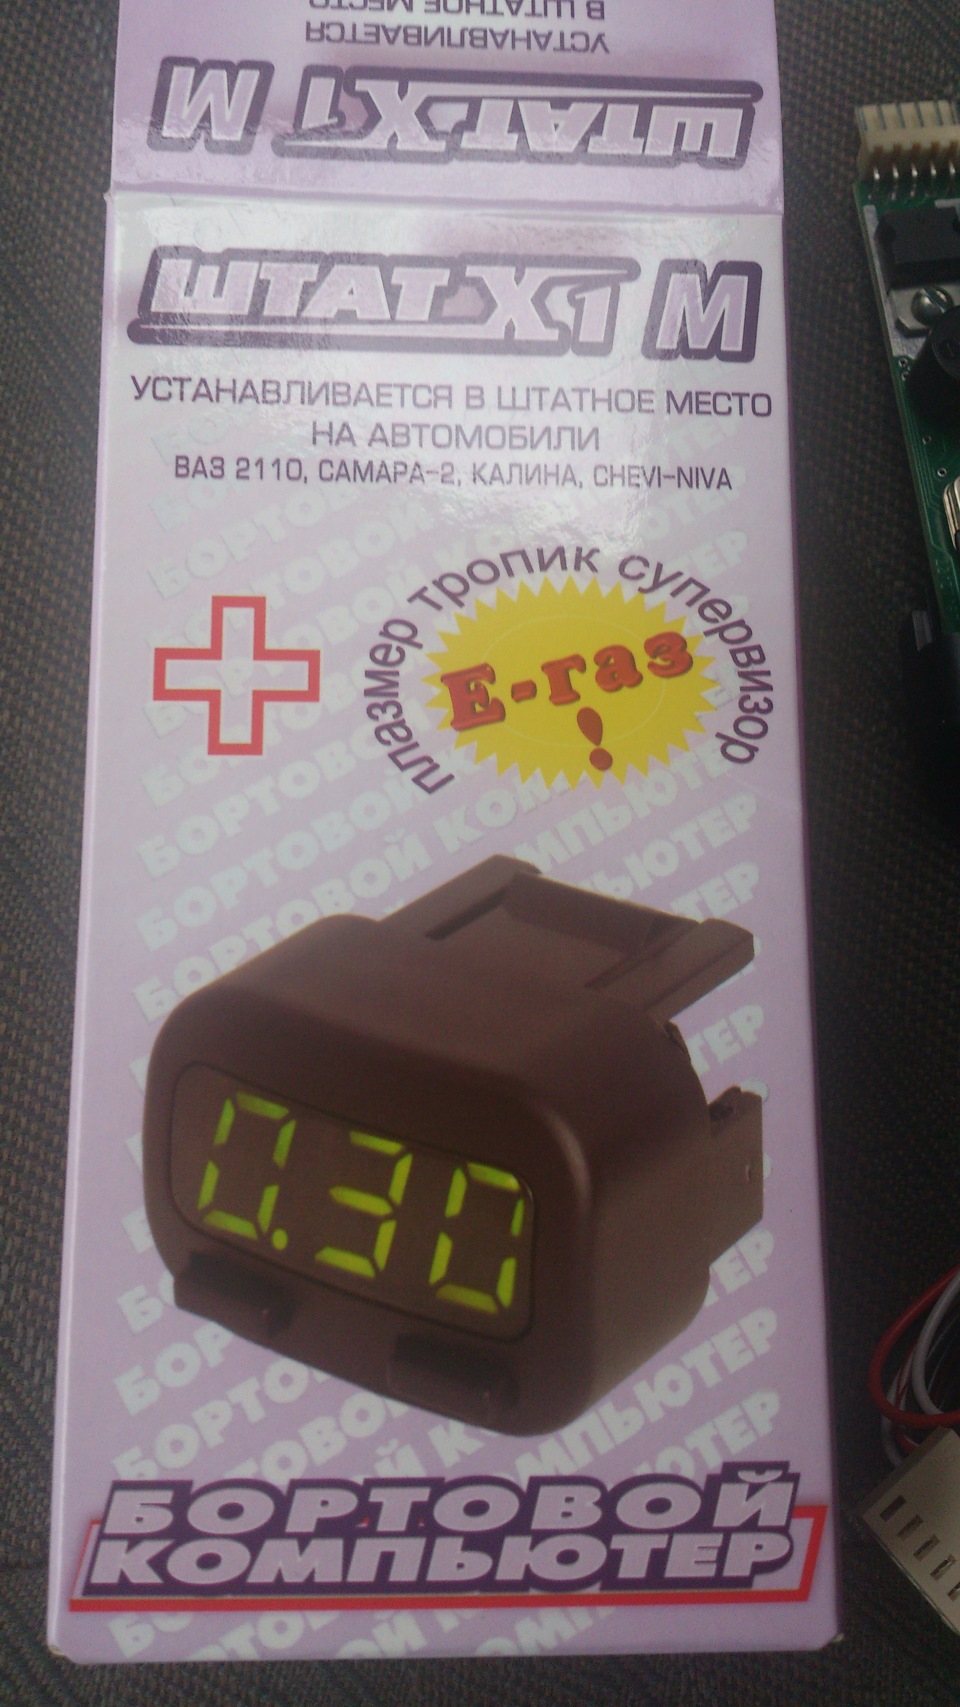 В ШТАТНОЕ МЕСТО
УСТАНАВЛИВАЕТСЯ
ШТАТ X1 М
ШТАТ X1 М
УСТАНАВЛИВАЕТСЯ В ШТАТНОЕ МЕСТО
НА АВТОМОБИЛИ
ВАЗ 2110, САМАРА-2, КАЛИНА, CHEVI-NIVA
плазмер тропик супервизор
Е-газ
!
0.30
БОРТОВОЙ
КОМПЬЮТЕР